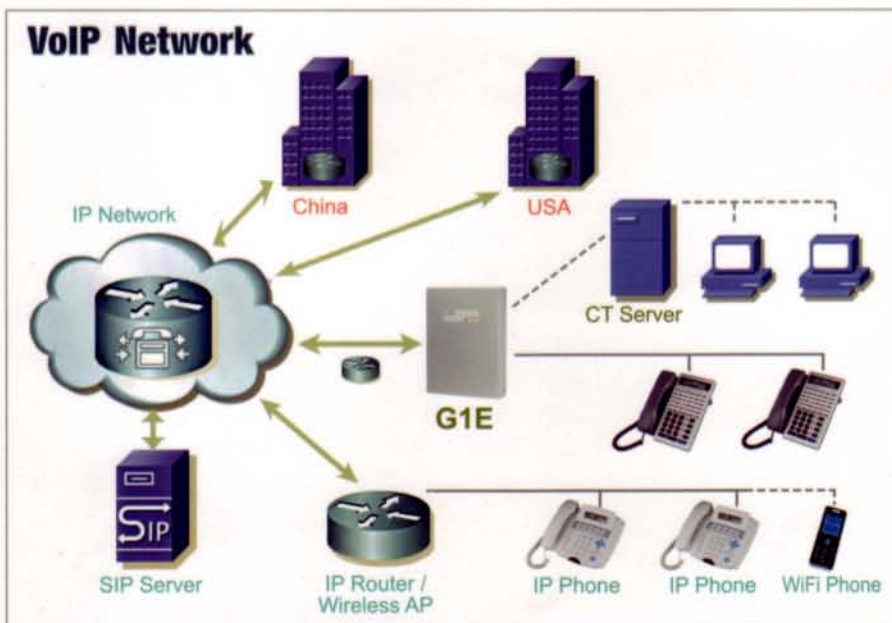 VoIP Network
China
USA
IP Network
CT Server
G1E
SIP
SIP Server
IP Router /
Wireless AP
IP Phone
IP Phone
WiFi Phone